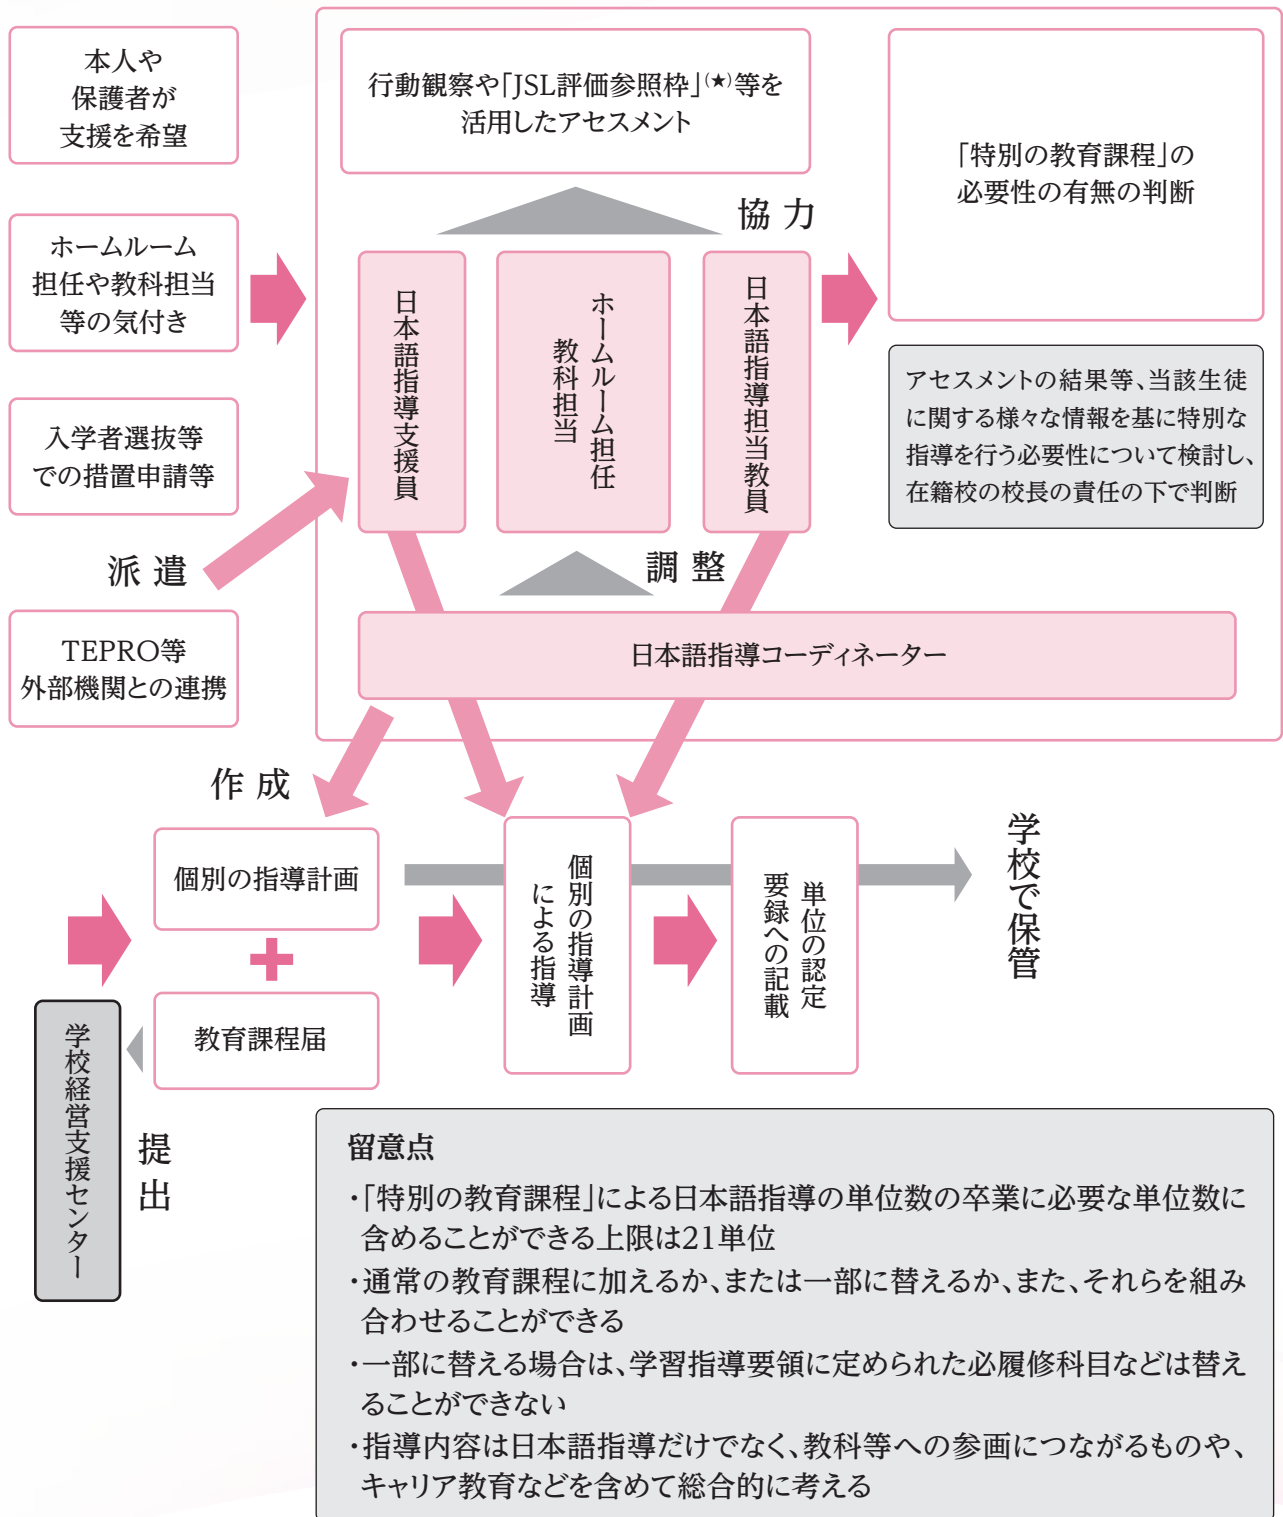 本人や
保護者が
支援を希望
ホームルーム
担任や教科担当
等の気付き
入学者選抜等
での措置申請等
派遣
TEPRO等
外部機関との連携
行動観察や「JSL評価参照枠」(★)等を
活用したアセスメント
協力
日本語指導支援員
ホームルーム担任
教科担当
日本語指導担当教員
調整
日本語指導コーディネーター
「特別の教育課程」の
必要性の有無の判断
アセスメントの結果等、当該生徒
に関する様々な情報を基に特別な
指導を行う必要性について検討し、
在籍校の校長の責任の下で判断
作成
個別の指導計画
教育課程届
学校経営支援センター
提出
個別の指導計画
による指導
単位の認定
要録への記載
学校で保管
留意点
・「特別の教育課程」による日本語指導の単位数の卒業に必要な単位数に
含めることができる上限は21単位
・通常の教育課程に加えるか、または一部に替えるか、また、それらを組み
合わせることができる
・一部に替える場合は、学習指導要領に定められた必履修科目などは替え
ることができない
・指導内容は日本語指導だけでなく、教科等への参画につながるものや、
キャリア教育などを含めて総合的に考える